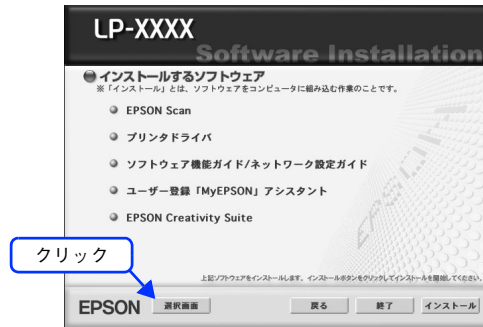 LP-XXXX
Software Installation
インストールするソフトウェア
※「インストール」とは、ソフトウェアをコンピュータに組み込む作業のことです。
EPSON Scan
プリンタドライバ
ソフトウェア機能ガイド/ネットワーク設定ガイド
ユーザー登録「MyEPSON」アシスタント
EPSON Creativity Suite
EPSON
クリック
上記ソフトウェアをインストールします。インストールボタンをクリックしてインストールを開始してください。
EPSON 選択画面 戻る 終了 インストール